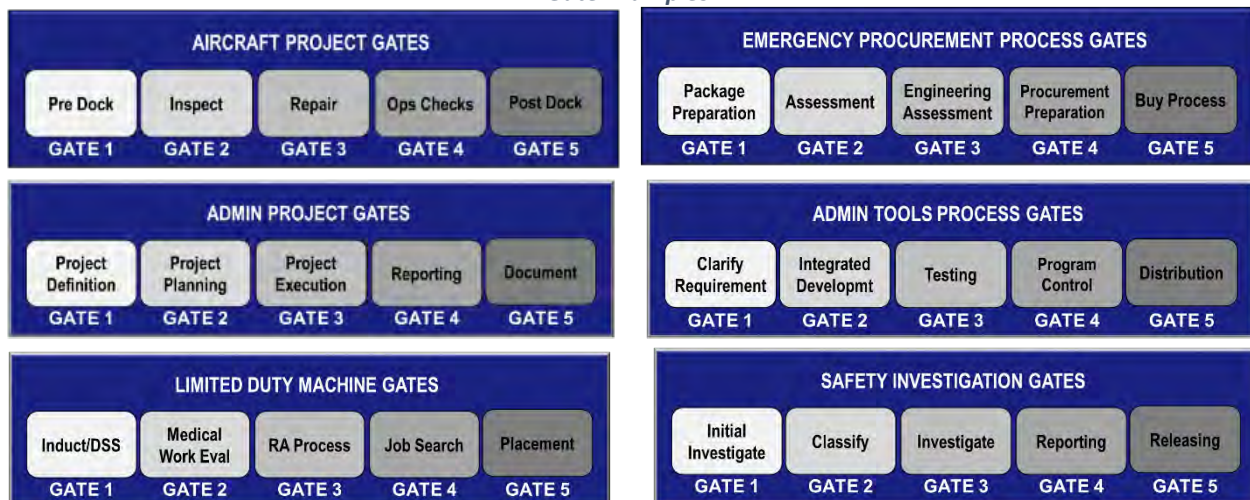 AIRCRAFT PROJECT GATES
Pre Dock
Inspect
Repair
Ops Checks
Post Dock
GATE 1
GATE 2
GATE 3
GATE 4
GATE 5
EMERGENCY PROCUREMENT PROCESS GATES
Package
Preparation
Assessment
Engineering
Assessment
Procurement
Preparation
Buy Process
GATE 1
GATE 2
GATE 3
GATE 4
GATE 5
ADMIN PROJECT GATES
Project
Definition
Project
Planning
Project
Execution
Reporting
Document
GATE 1
GATE 2
GATE 3
GATE 4
GATE 5
ADMIN TOOLS PROCESS GATES
Clarify
Requirement
Integrated
Developmt
Testing
Program
Control
Distribution
GATE 1
GATE 2
GATE 3
GATE 4
GATE 5
LIMITED DUTY MACHINE GATES
Induct/DSS
Medical
Work Eval
RA Process
Job Search
Placement
GATE 1
GATE 2
GATE 3
GATE 4
GATE 5
SAFETY INVESTIGATION GATES
Initial
Investigate
Classify
Investigate
Reporting
Releasing
GATE 1
GATE 2
GATE 3
GATE 4
GATE 5